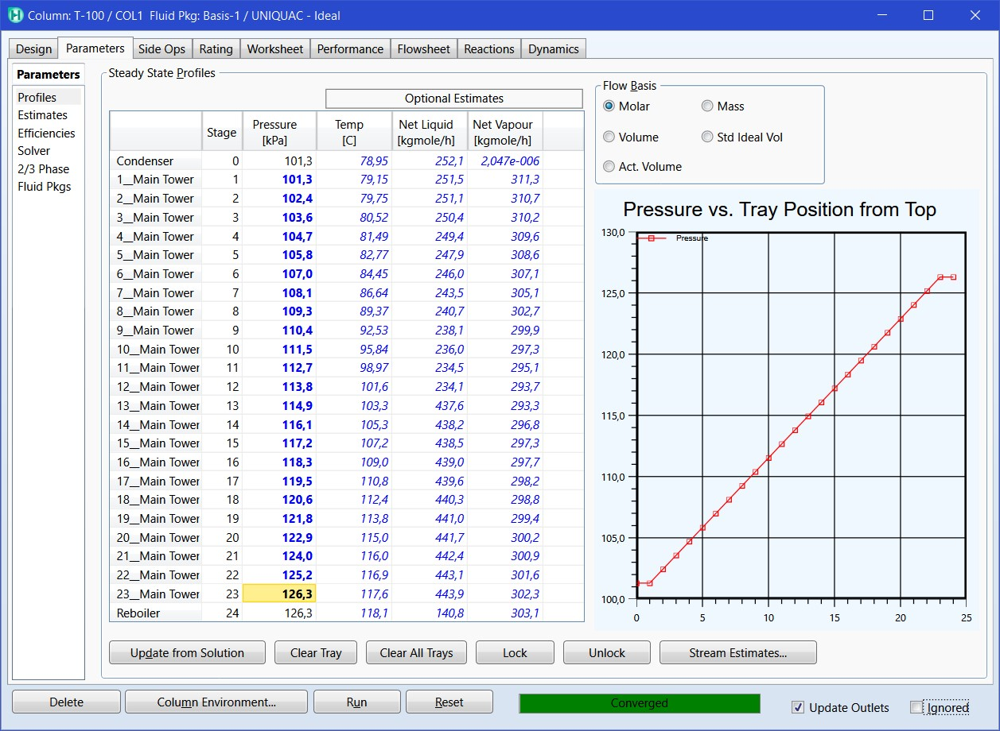 Column: T-100 / COL1 Fluid Pkg: Basis-1 / UNIQUAC - Ideal
Design Parameters Side Ops Rating Worksheet Performance Flowsheet Reactions Dynamics
Parameters
Profiles
Estimates
Efficiencies
Solver
2/3 Phase
Fluid Pkgs
Steady State Profiles
Optional Estimates
Stage Pressure [kPa] Temp [C] Net Liquid [kgmole/h] Net Vapour [kgmole/h]
Condenser 0 101,3 78,95 252,1 2,047e-006
1__Main Tower 1 101,3 79,15 251,5 311,3
2__Main Tower 2 102,4 79,75 251,1 310,7
3__Main Tower 3 103,6 80,52 250,4 310,2
4__Main Tower 4 104,7 81,49 249,4 309,6
5__Main Tower 5 105,8 82,77 247,9 308,6
6__Main Tower 6 107,0 84,45 246,0 307,1
7__Main Tower 7 108,1 86,64 243,5 305,1
8__Main Tower 8 109,3 89,37 240,7 302,7
9__Main Tower 9 110,4 92,53 238,1 299,9
10__Main Tower 10 111,5 95,84 236,0 297,3
11__Main Tower 11 112,7 98,97 234,5 295,1
12__Main Tower 12 113,8 101,6 234,1 293,7
13__Main Tower 13 114,9 103,3 437,6 293,3
14__Main Tower 14 116,1 105,3 438,2 296,8
15__Main Tower 15 117,2 107,2 438,5 297,3
16__Main Tower 16 118,3 109,0 439,0 297,7
17__Main Tower 17 119,5 110,8 439,6 298,2
18__Main Tower 18 120,6 112,4 440,3 298,8
19__Main Tower 19 121,8 113,8 441,0 299,4
20__Main Tower 20 122,9 115,0 441,7 300,2
21__Main Tower 21 124,0 116,0 442,4 300,9
22__Main Tower 22 125,2 116,9 443,1 301,6
23__Main Tower 23 126,3 117,6 443,9 302,3
Reboiler 24 126,3 118,1 140,8 303,1
Flow Basis
Molar Mass
Volume Std Ideal Vol
Act. Volume
Pressure vs. Tray Position from Top
Pressure
130,0
125,0
120,0
115,0
110,0
105,0
100,0
0 5 10 15 20 25
Update from Solution Clear Tray Clear All Trays Lock Unlock Stream Estimates...
Delete Column Environment... Run Reset Converged Update Outlets Ignored